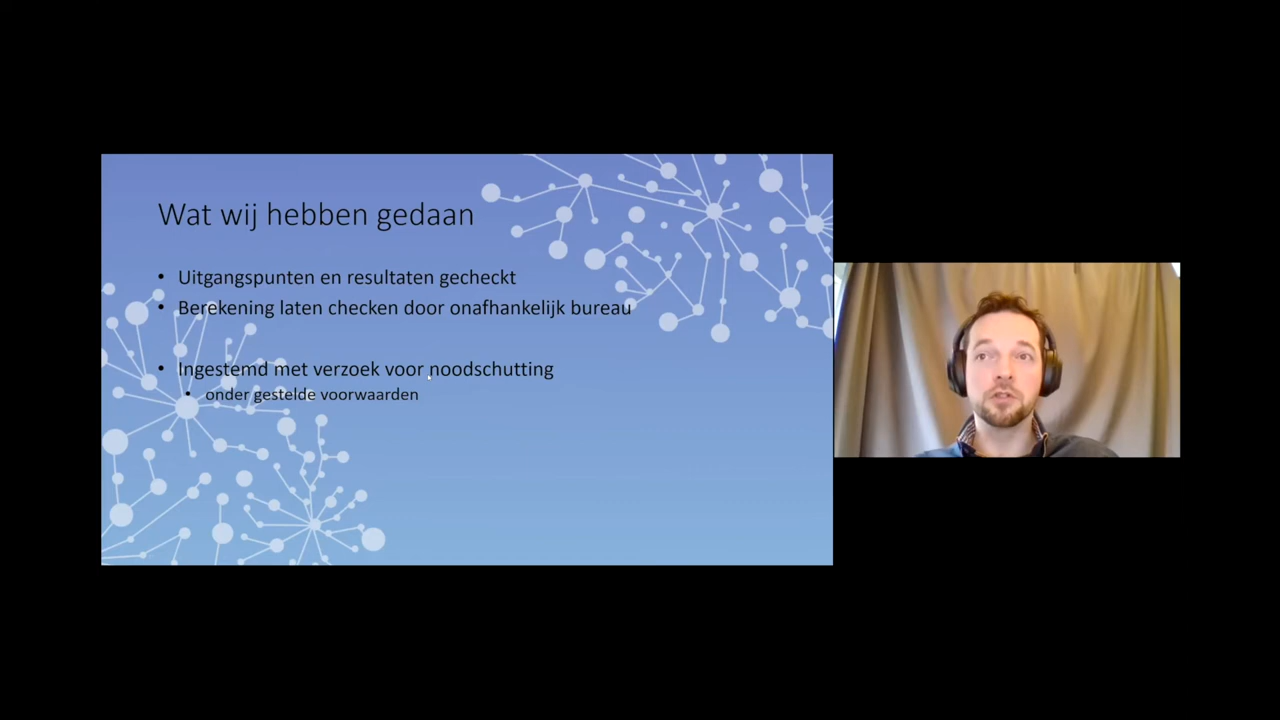 Wat wij hebben gedaan
• Uitgangspunten en resultaten gecheckt
• Berekening laten checken door onafhankelijk bureau
• Ingestemd met verzoek voor noodschutting
• onder gestelde voorwaarden